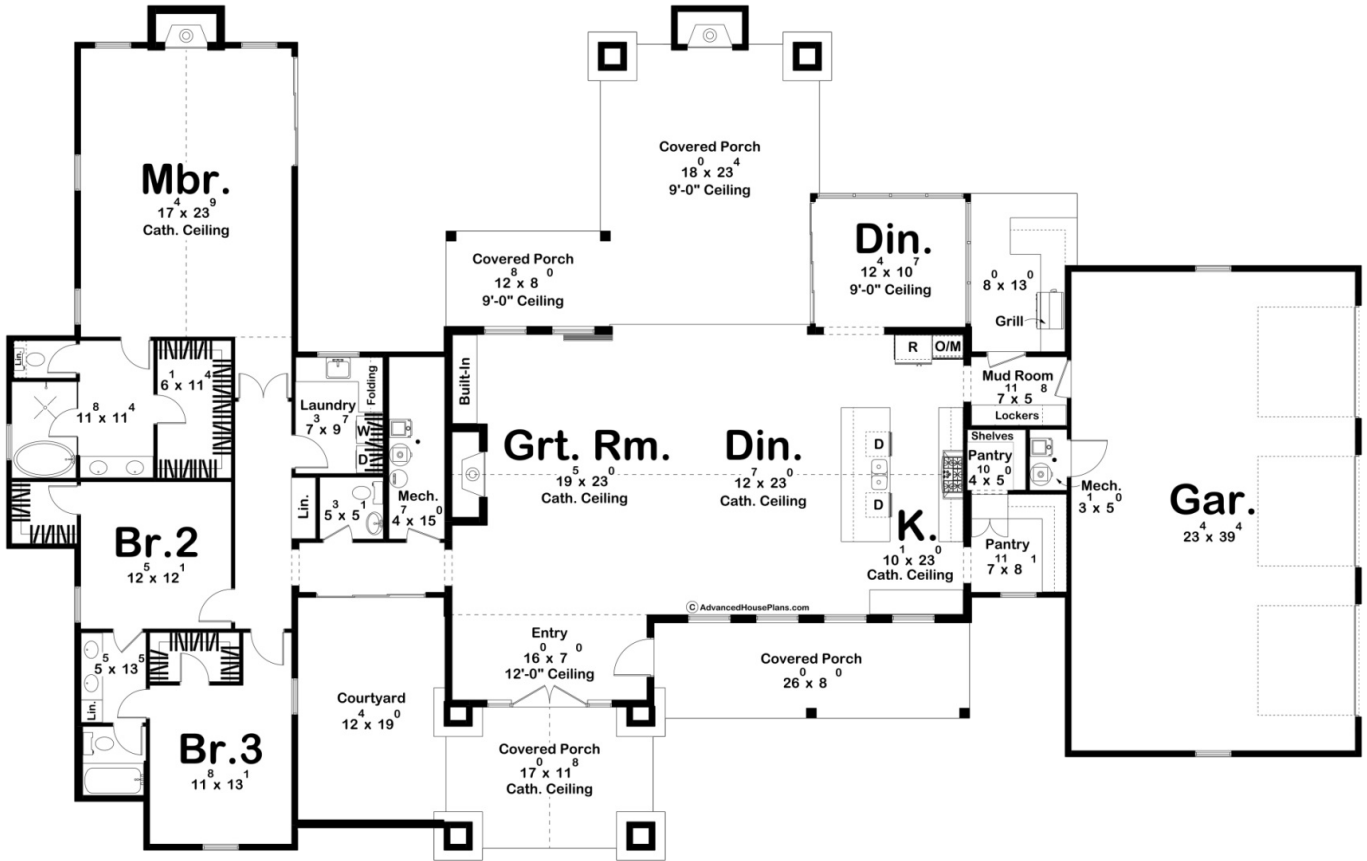 Mbr.
17⁴ x 23⁹
Cath. Ceiling
Covered Porch
18⁰ x 23⁴
9'-0" Ceiling
Covered Porch
12⁸ x 8⁰
9'-0" Ceiling
Din.
12⁴ x 10⁷
9'-0" Ceiling
8⁰ x 13⁰
Grill
Lin.
11⁸ x 11⁴
6¹ x 11⁴
Laundry
7³ x 9⁷
Folding
W
D
Built-In
R
O/M
Mud Room
7¹¹ x 5⁸
Lockers
Grt. Rm.
19⁵ x 23⁰
Cath. Ceiling
Din.
12⁷ x 23⁰
Cath. Ceiling
D
D
Shelves
Pantry
4¹⁰ x 5⁰
Mech.
3¹ x 5⁰
Gar.
23⁴ x 39⁴
Lin.
5³ x 5¹
Mech.
4⁷ x 15⁰
Br.2
12⁵ x 12¹
K.
10¹ x 23⁰
Cath. Ceiling
Pantry
7¹¹ x 8¹
© AdvancedHousePlans.com
Entry
16⁰ x 7⁰
12'-0" Ceiling
Covered Porch
26⁰ x 8⁰
5⁵ x 13⁵
Lin.
Courtyard
12⁴ x 19⁰
Br.3
11⁸ x 13¹
Covered Porch
17⁰ x 11⁸
Cath. Ceiling